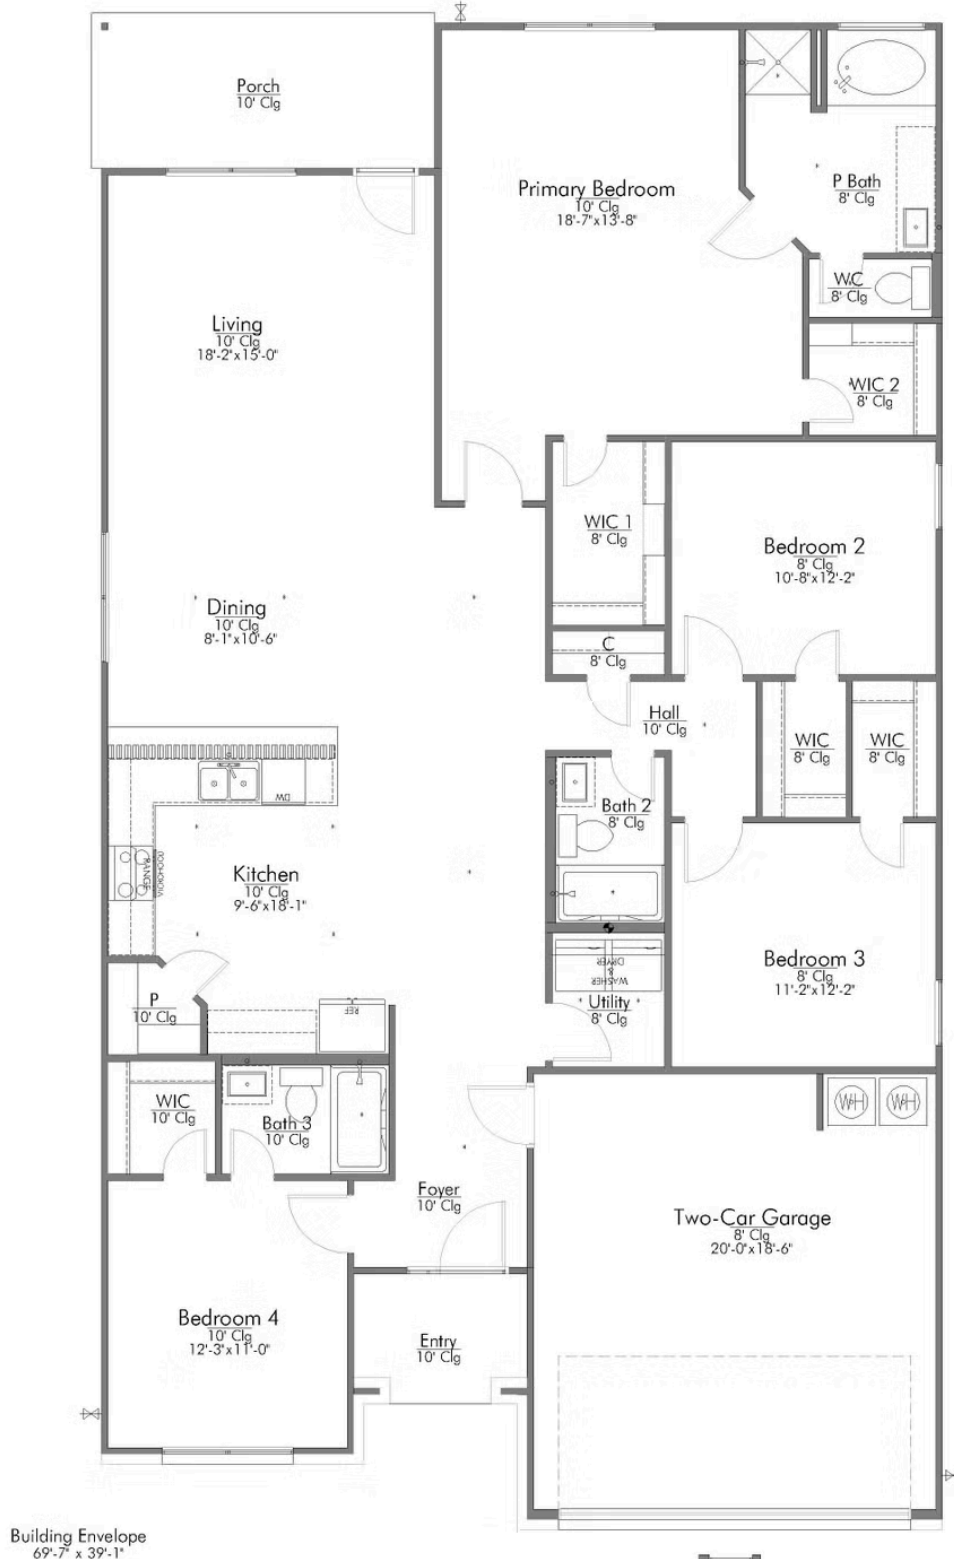 Porch
10' Clg
Primary Bedroom
10' Clg
18'-7"x13'-8"
P Bath
8' Clg
WC
8' Clg
Living
10' Clg
18'-2"x15'-0"
WIC 2
8' Clg
WIC 1
8' Clg
Bedroom 2
8' Clg
10'-8"x12'-2"
Dining
10' Clg
8'-1"x10'-6"
C
8' Clg
Hall
10' Clg
WIC
8' Clg
WIC
8' Clg
DW
Bath 2
8' Clg
RANGE
Kitchen
10' Clg
9'-6"x18'-1"
Bedroom 3
8' Clg
11'-2"x12'-2"
DRYER
WASHER
Utility
8' Clg
P
10' Clg
REF
WIC
10' Clg
Bath 3
10' Clg
WH
WH
Foyer
10' Clg
Two-Car Garage
8' Clg
20'-0"x18'-6"
Bedroom 4
10' Clg
12'-3"x11'-0"
Entry
10' Clg
Building Envelope
69'-7" x 39'-1"